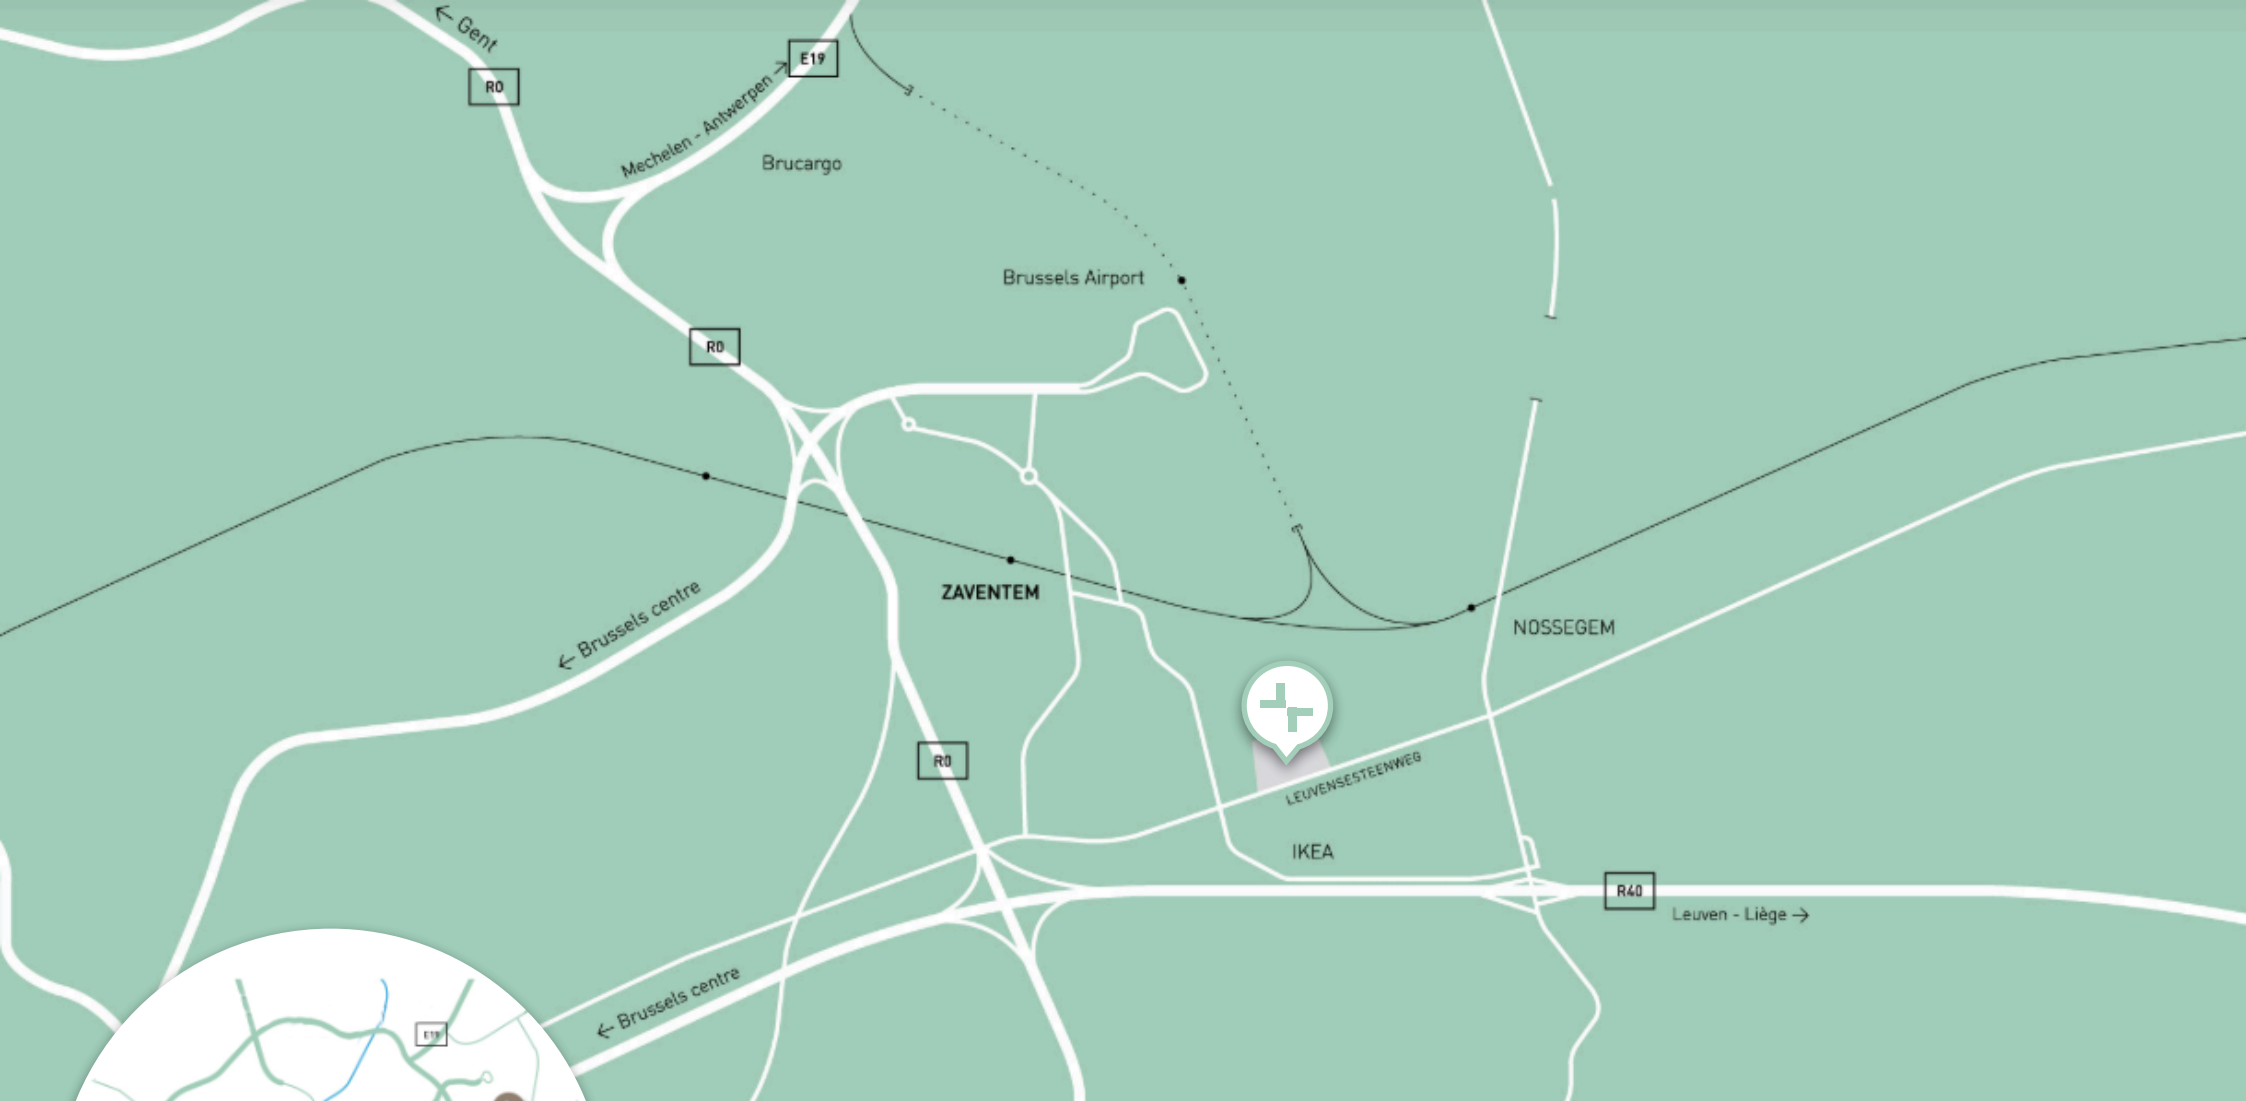 ← Gent
E19
R0
Mechelen - Antwerpen →
Brucargo
Brussels Airport
R0
ZAVENTEM
← Brussels centre
NOSSEGEM
R0
LEUVENSESTEENWEG
IKEA
R40
Leuven - Liège →
← Brussels centre
E19